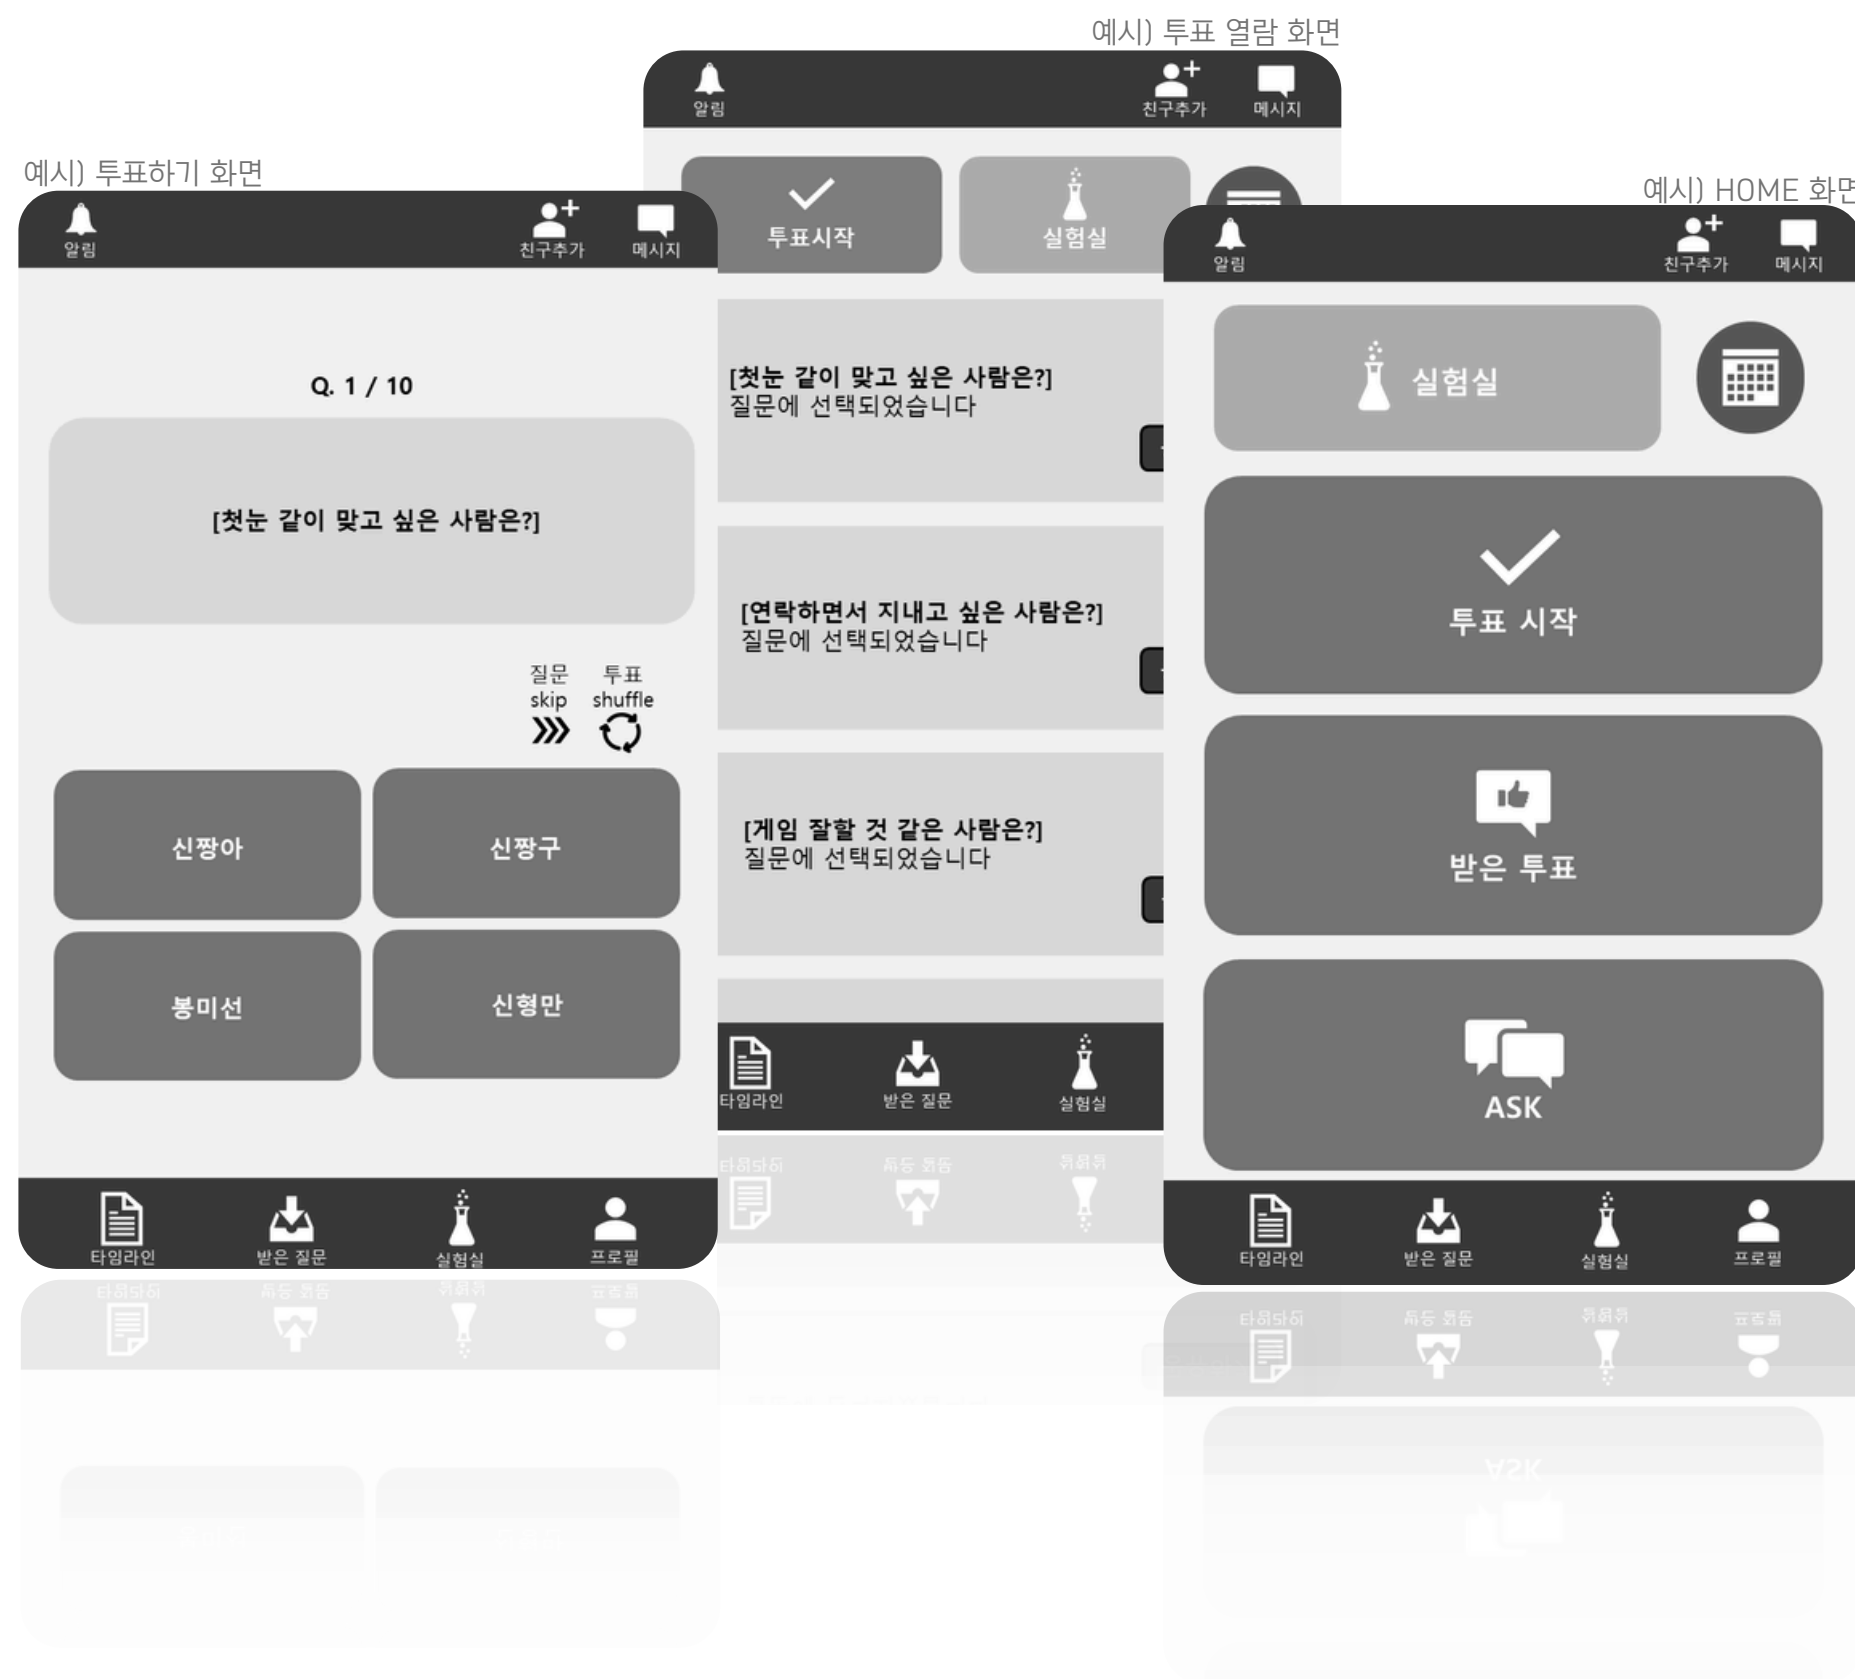 예시) 투표 열람 화면
알림
친구추가
메시지
투표시작
실험실
[첫눈 같이 맞고 싶은 사람은?]
질문에 선택되었습니다
[연락하면서 지내고 싶은 사람은?]
질문에 선택되었습니다
[게임 잘할 것 같은 사람은?]
질문에 선택되었습니다
타임라인
받은 질문
실험실
예시) 투표하기 화면
알림
친구추가
메시지
Q. 1 / 10
[첫눈 같이 맞고 싶은 사람은?]
질문
skip
투표
shuffle
신짱아
신짱구
봉미선
신형만
타임라인
받은 질문
실험실
프로필
예시) HOME 화면
알림
친구추가
메시지
실험실
투표 시작
받은 투표
ASK
타임라인
받은 질문
실험실
프로필